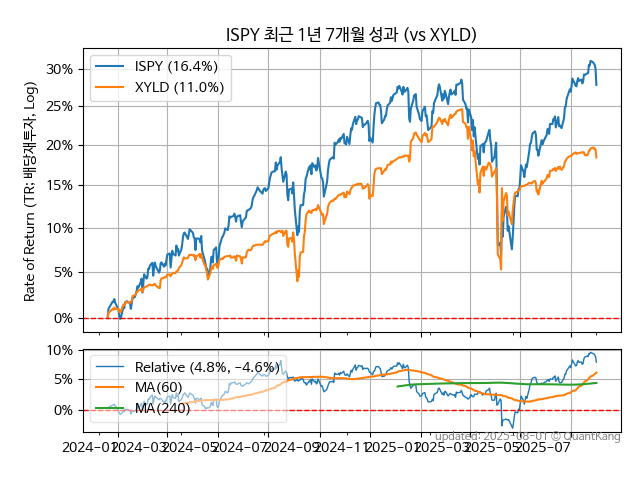 ISPY 최근 1년 7개월 성과 (vs XYLD)
Rate of Return (TR: 배당재투자, Log)
30%
25%
20%
15%
10%
5%
0%
ISPY (16.4%)
XYLD (11.0%)
10%
5%
0%
Relative (4.8%, −4.6%)
MA(60)
MA(240)
2024−01 2024−03 2024−05 2024−07 2024−09 2024−11 2025−01 2025−03 2025−05 2025−07
updated: 2025−08−01 © QuantKang